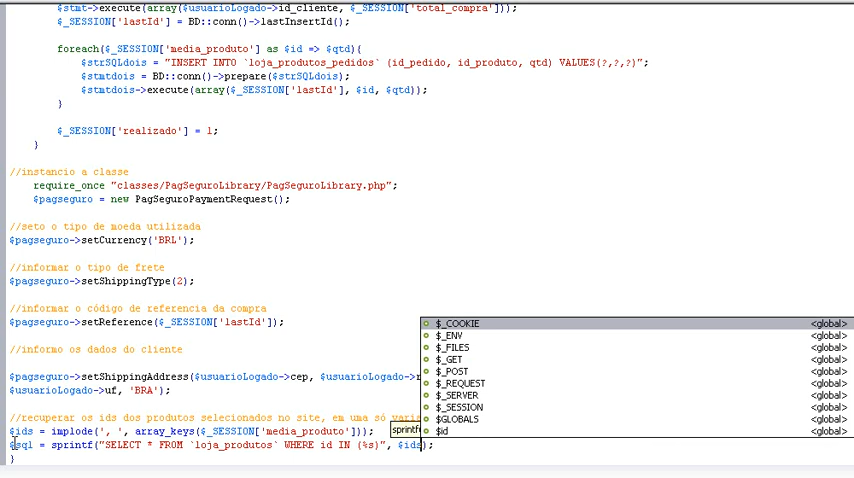 $stmt->execute(array($usuarioLogado->id_cliente, $_SESSION['total_compra']));
$_SESSION['lastId'] = BD::conn()->lastInsertId();
foreach($_SESSION['media_produto'] as $id => $qtd){
$strSQLdois = "INSERT INTO `loja_produtos_pedidos` (id_pedido, id_produto, qtd) VALUES(?,?,?)";
$stmtdois = BD::conn()->prepare($strSQLdois);
$stmtdois->execute(array($_SESSION['lastId'], $id, $qtd));
}
$_SESSION['realizado'] = 1;
}
//instancio a classe
require_once "classes/PagSeguroLibrary/PagSeguroLibrary.php";
$pagseguro = new PagSeguroPaymentRequest();
//seto o tipo de moeda utilizada
$pagseguro->setCurrency('BRL');
//informar o tipo de frete
$pagseguro->setShippingType(2);
//informar o código de referencia da compra
$pagseguro->setReference($_SESSION['lastId']);
//informo os dados do cliente
$pagseguro->setShippingAddress($usuarioLogado->cep, $usuarioLogado->
$usuarioLogado->uf, 'BRA');
//recuperar os ids dos produtos selecionados no site, em uma só
$ids = implode(', ', array_keys($_SESSION['media_produto']));
$sql = sprintf("SELECT * FROM `loja_produtos` WHERE id IN (%s)", $ids);
}
$_COOKIE <global>
$_ENV <global>
$_FILES <global>
$_GET <global>
$_POST <global>
$_REQUEST <global>
$_SERVER <global>
$_SESSION <global>
$GLOBALS <global>
$id <global>